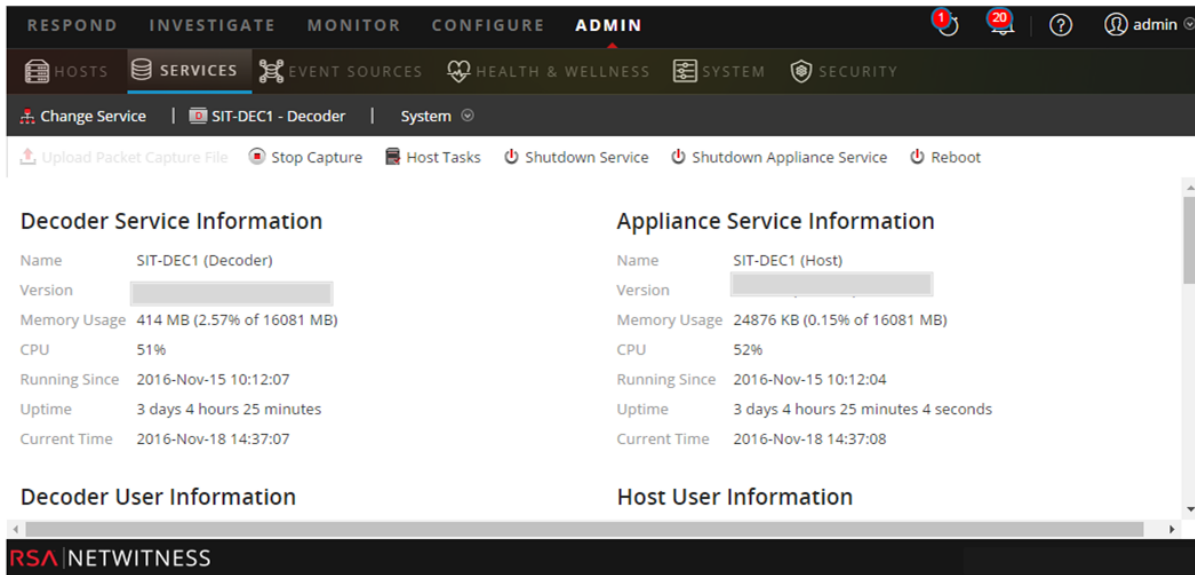 RESPOND INVESTIGATE MONITOR CONFIGURE ADMIN 1 20 ? admin
HOSTS SERVICES EVENT SOURCES HEALTH & WELLNESS SYSTEM SECURITY
Change Service | D SIT-DEC1 - Decoder | System
Upload Packet Capture File Stop Capture Host Tasks Shutdown Service Shutdown Appliance Service Reboot
Decoder Service Information
Name SIT-DEC1 (Decoder)
Version
Memory Usage 414 MB (2.57% of 16081 MB)
CPU 51%
Running Since 2016-Nov-15 10:12:07
Uptime 3 days 4 hours 25 minutes
Current Time 2016-Nov-18 14:37:07
Appliance Service Information
Name SIT-DEC1 (Host)
Version
Memory Usage 24876 KB (0.15% of 16081 MB)
CPU 52%
Running Since 2016-Nov-15 10:12:04
Uptime 3 days 4 hours 25 minutes 4 seconds
Current Time 2016-Nov-18 14:37:08
Decoder User Information
Host User Information
RSA NETWITNESS